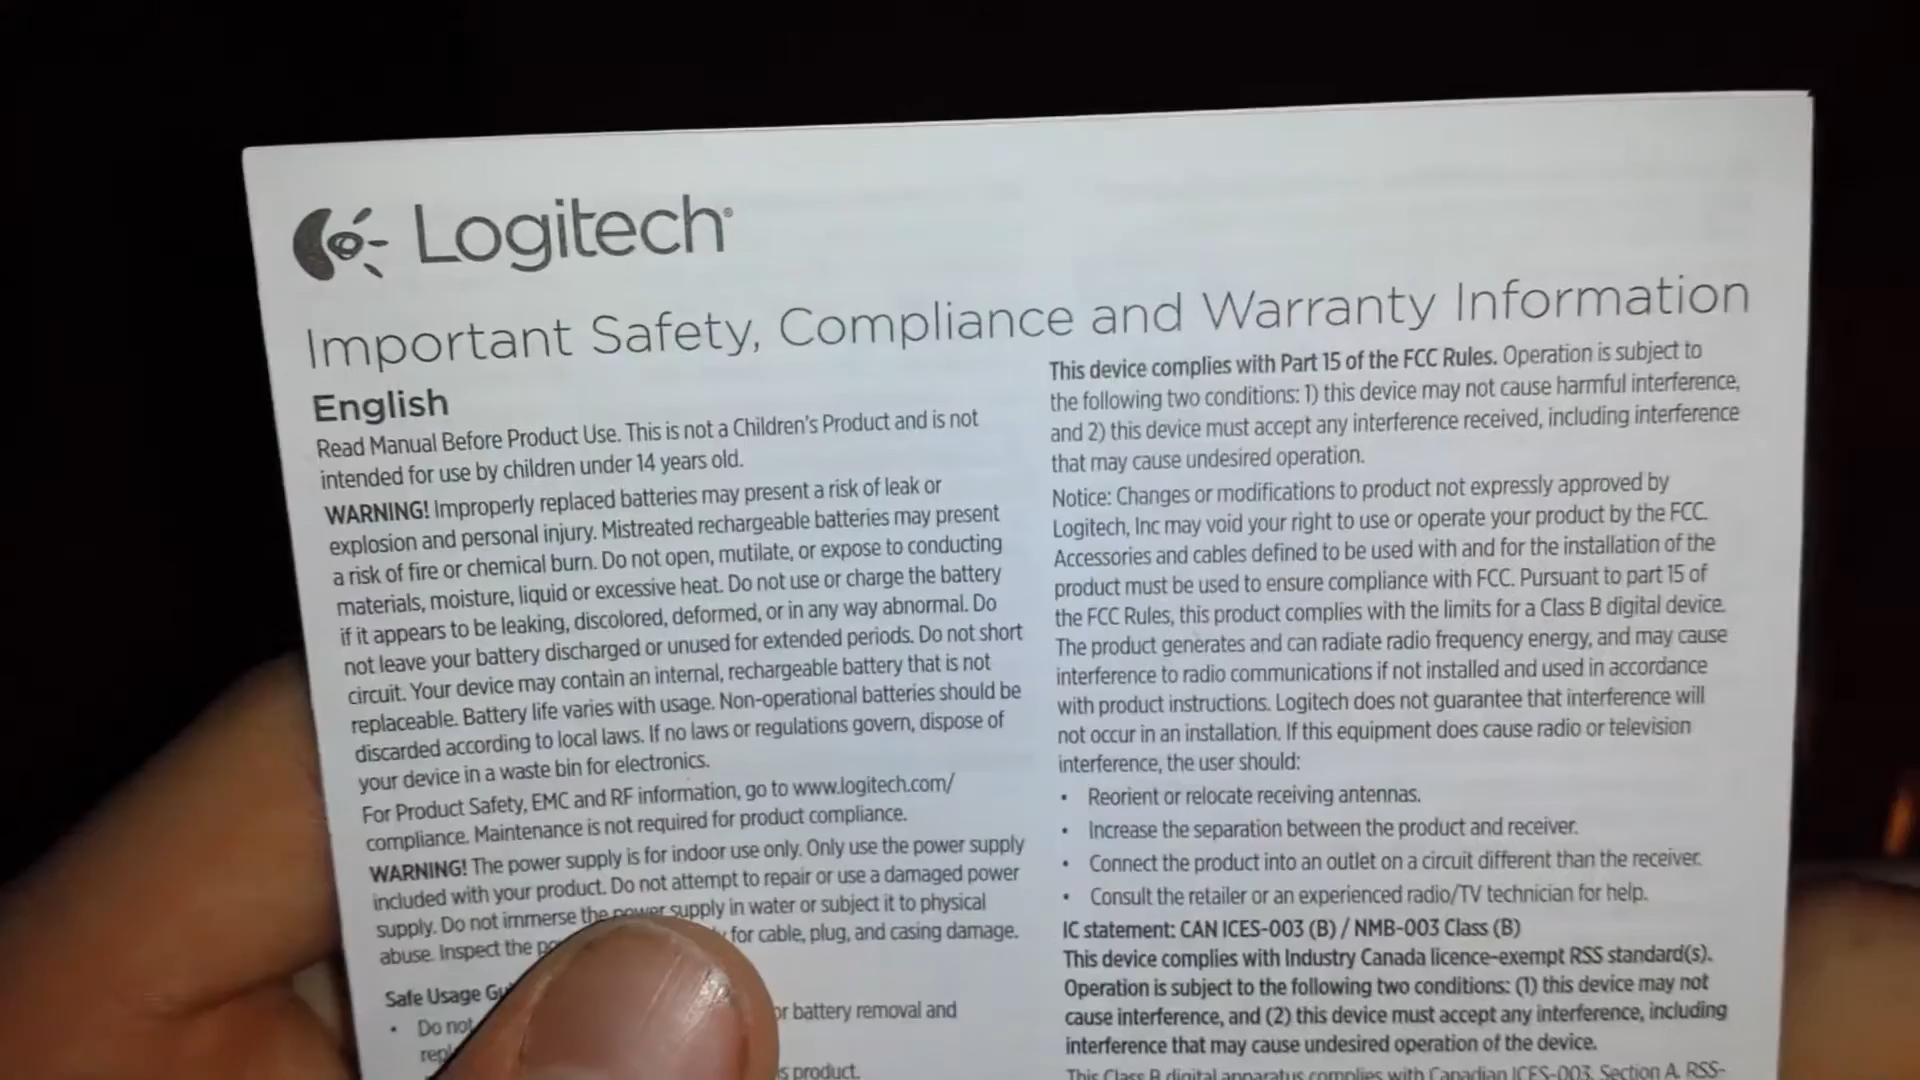 Logitech®
Important Safety, Compliance and Warranty Information
English
Read Manual Before Product Use. This is not a Children's Product and is not
intended for use by children under 14 years old.
WARNING! Improperly replaced batteries may present a risk of leak or
explosion and personal injury. Mistreated rechargeable batteries may present
a risk of fire or chemical burn. Do not open, mutilate, or expose to conducting
materials, moisture, liquid or excessive heat. Do not use or charge the battery
if it appears to be leaking, discolored, deformed, or in any way abnormal. Do
not leave your battery discharged or unused for extended periods. Do not short
circuit. Your device may contain an internal, rechargeable battery that is not
replaceable. Battery life varies with usage. Non-operational batteries should be
discarded according to local laws. If no laws or regulations govern, dispose of
your device in a waste bin for electronics.
For Product Safety, EMC and RF information, go to www.logitech.com/
compliance. Maintenance is not required for product compliance.
WARNING! The power supply is for indoor use only. Only use the power supply
included with your product. Do not attempt to repair or use a damaged power
supply. Do not immerse the power supply in water or subject it to physical
abuse. Inspect the for cable, plug, and casing damage.
Safe Usage
• Do not battery removal and
product.
This device complies with Part 15 of the FCC Rules. Operation is subject to
the following two conditions: 1) this device may not cause harmful interference,
and 2) this device must accept any interference received, including interference
that may cause undesired operation.
Notice: Changes or modifications to product not expressly approved by
Logitech, Inc may void your right to use or operate your product by the FCC.
Accessories and cables defined to be used with and for the installation of the
product must be used to ensure compliance with FCC. Pursuant to part 15 of
the FCC Rules, this product complies with the limits for a Class B digital device.
The product generates and can radiate radio frequency energy, and may cause
interference to radio communications if not installed and used in accordance
with product instructions. Logitech does not guarantee that interference will
not occur in an installation. If this equipment does cause radio or television
interference, the user should:
• Reorient or relocate receiving antennas.
• Increase the separation between the product and receiver.
• Connect the product into an outlet on a circuit different than the receiver.
• Consult the retailer or an experienced radio/TV technician for help.
IC statement: CAN ICES-003 (B) / NMB-003 Class (B)
This device complies with Industry Canada licence-exempt RSS standard(s).
Operation is subject to the following two conditions: (1) this device may not
cause interference, and (2) this device must accept any interference, including
interference that may cause undesired operation of the device.
This Class B digital apparatus complies with Canadian ICES-003, Section A, RSS-